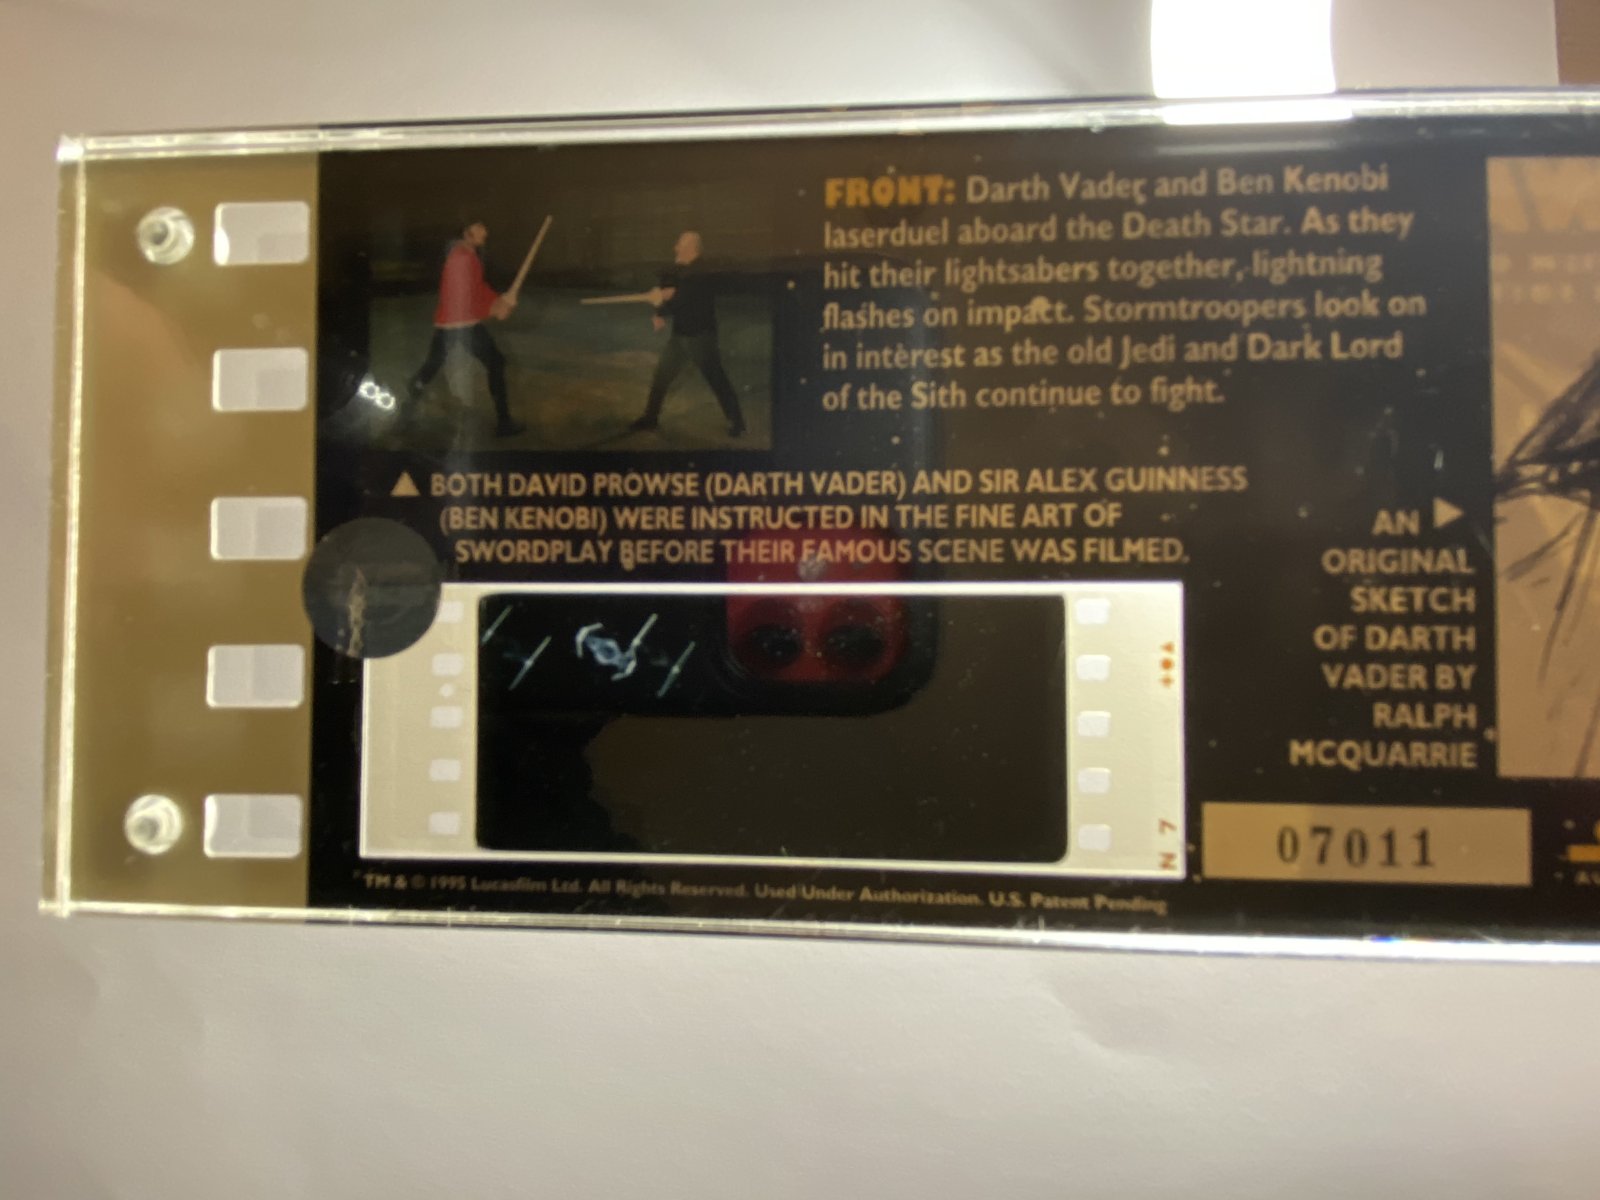 FRONT: Darth Vader and Ben Kenobi
laserduel aboard the Death Star. As they
hit their lightsabers together, lightning
flashes on impact. Stormtroopers look on
in interest as the old Jedi and Dark Lord
of the Sith continue to fight.
▲ BOTH DAVID PROWSE (DARTH VADER) AND SIR ALEX GUINNESS
(BEN KENOBI) WERE INSTRUCTED IN THE FINE ART OF
SWORDPLAY BEFORE THEIR FAMOUS SCENE WAS FILMED.
AN ▶
ORIGINAL
SKETCH
OF DARTH
VADER BY
RALPH
MCQUARRIE
N 7
07011
TM & © 1995 Lucasfilm Ltd. All Rights Reserved. Used Under Authorization. U.S. Patent Pending